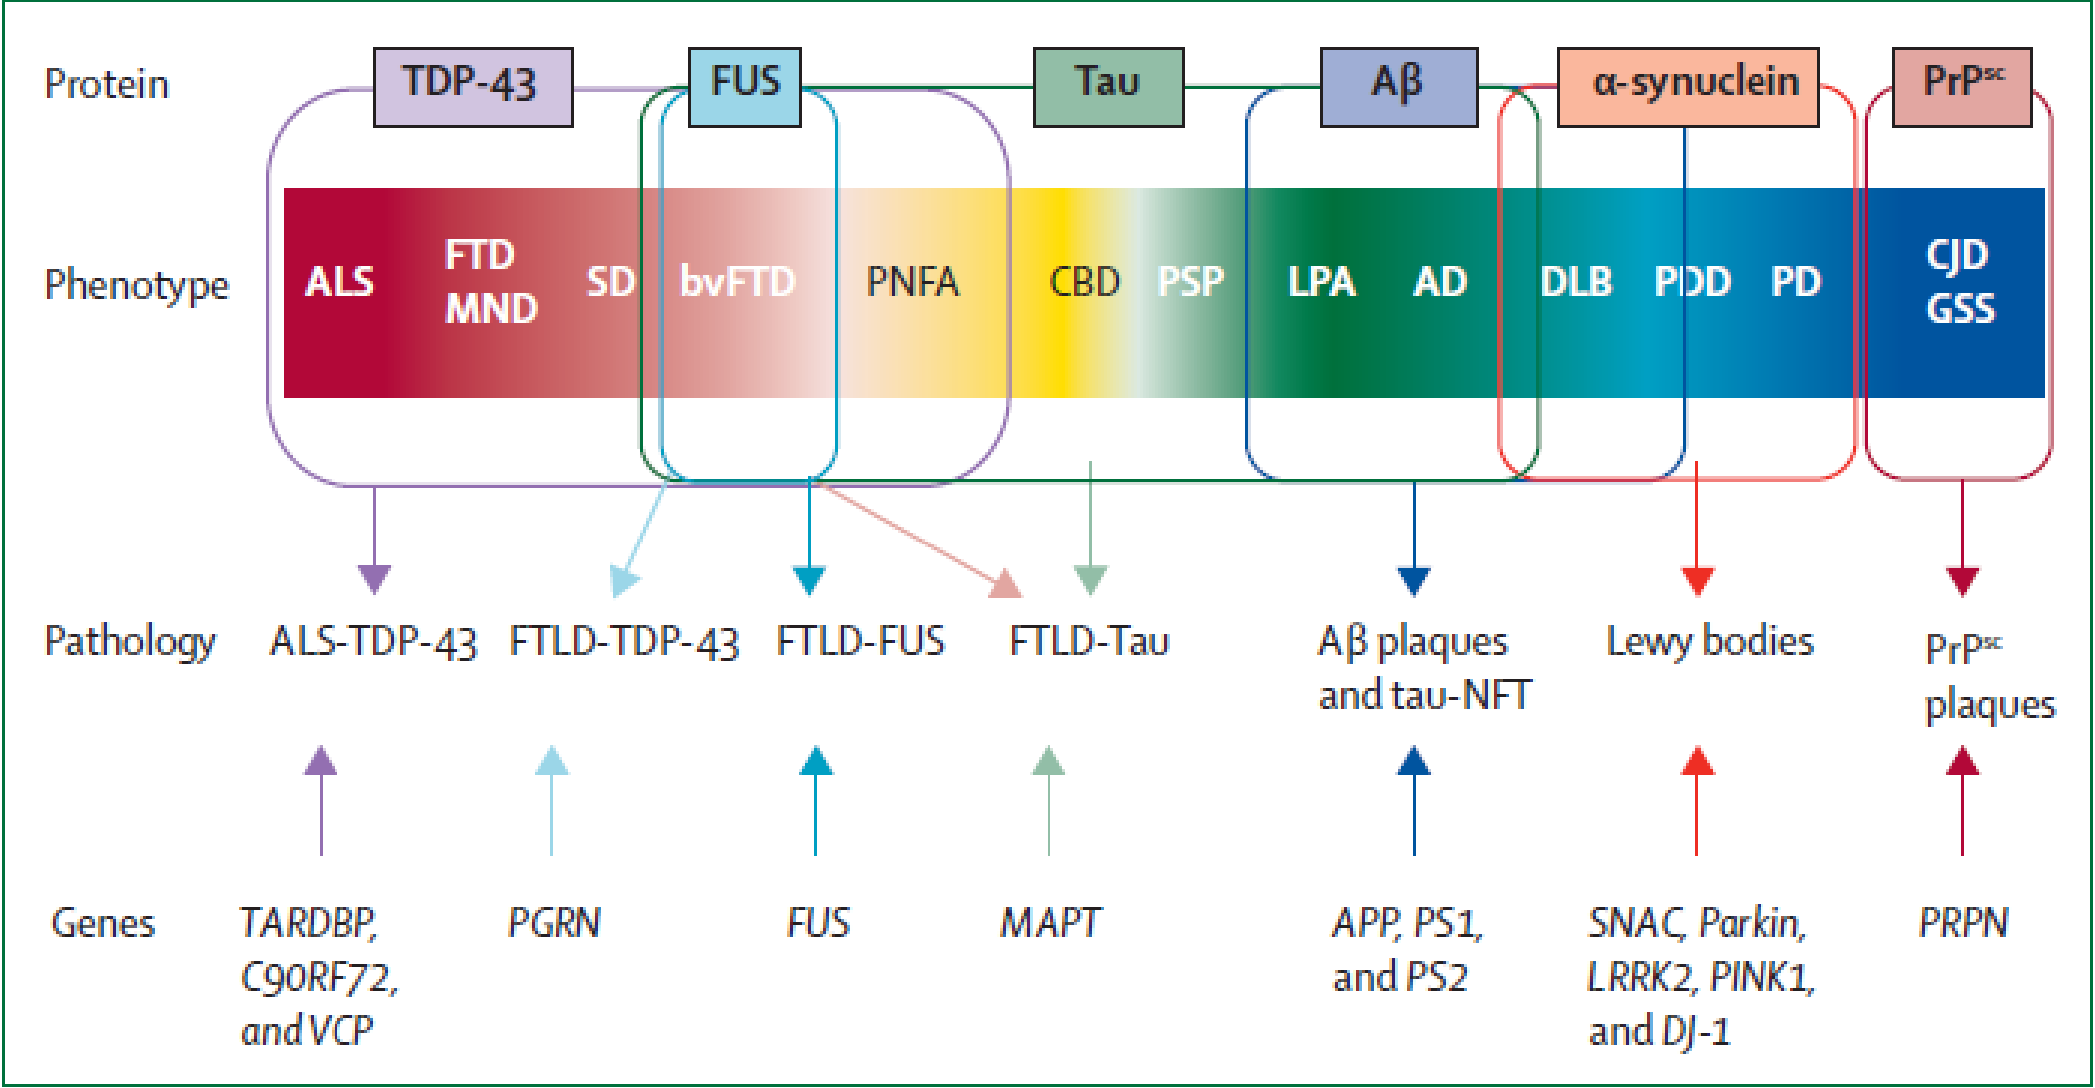 Protein TDP-43 FUS Tau Aβ α-synuclein PrPsc
Phenotype ALS FTD MND SD bvFTD PNFA CBD PSP LPA AD DLB PDD PD CJD GSS
Pathology ALS-TDP-43 FTLD-TDP-43 FTLD-FUS FTLD-Tau Aβ plaques Lewy bodies PrPsc
and tau-NFT plaques
Genes TARDBP, PGRN FUS MAPT APP, PS1, SNAC, Parkin, PRPN
C9ORF72, and PS2 LRRK2, PINK1,
and VCP and DJ-1